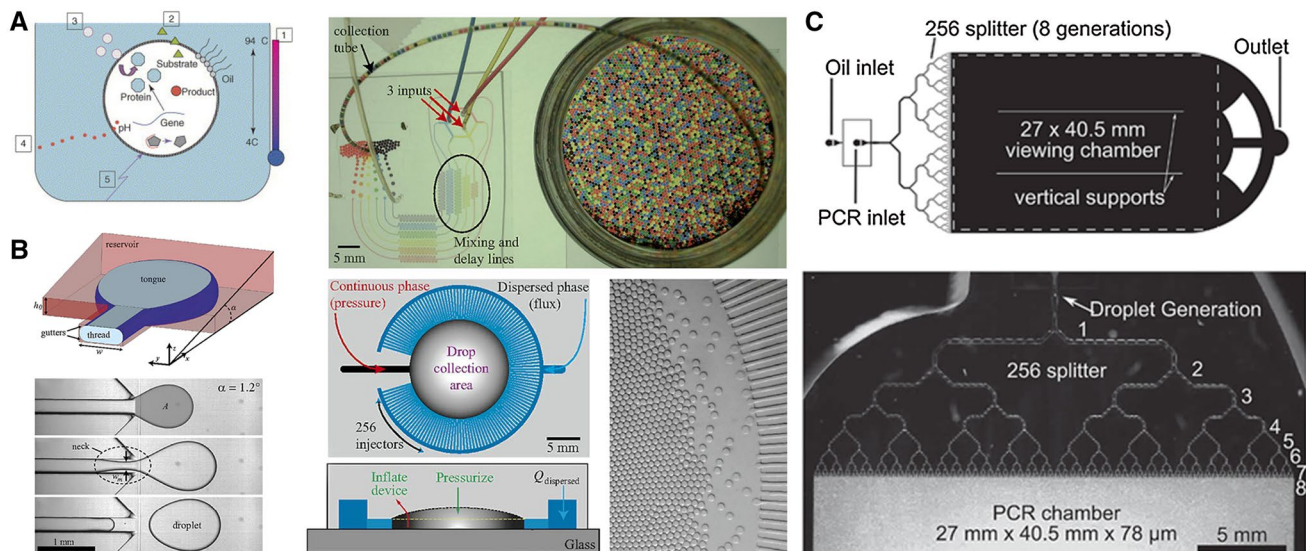 A
3
2
1
94 C
Substrate
Oil
Protein
Product
pH
Gene
4
4C
5
collection
tube
3 inputs
5 mm
Mixing and
delay lines
B
reservoir
tongue
h₀
α
gutters
thread
w
z
y
x
α = 1.2°
A
neck
droplet
1 mm
Continuous phase
(pressure)
Dispersed phase
(flux)
Drop
collection
area
256
injectors
5 mm
Inflate
device
Pressurize
Qdispersed
Glass
C
256 splitter (8 generations)
Oil inlet
Outlet
27 x 40.5 mm
viewing chamber
PCR inlet
vertical supports
Droplet Generation
1
256 splitter
2
3
4
5
6
7
8
PCR chamber
27 mm x 40.5 mm x 78 µm
5 mm